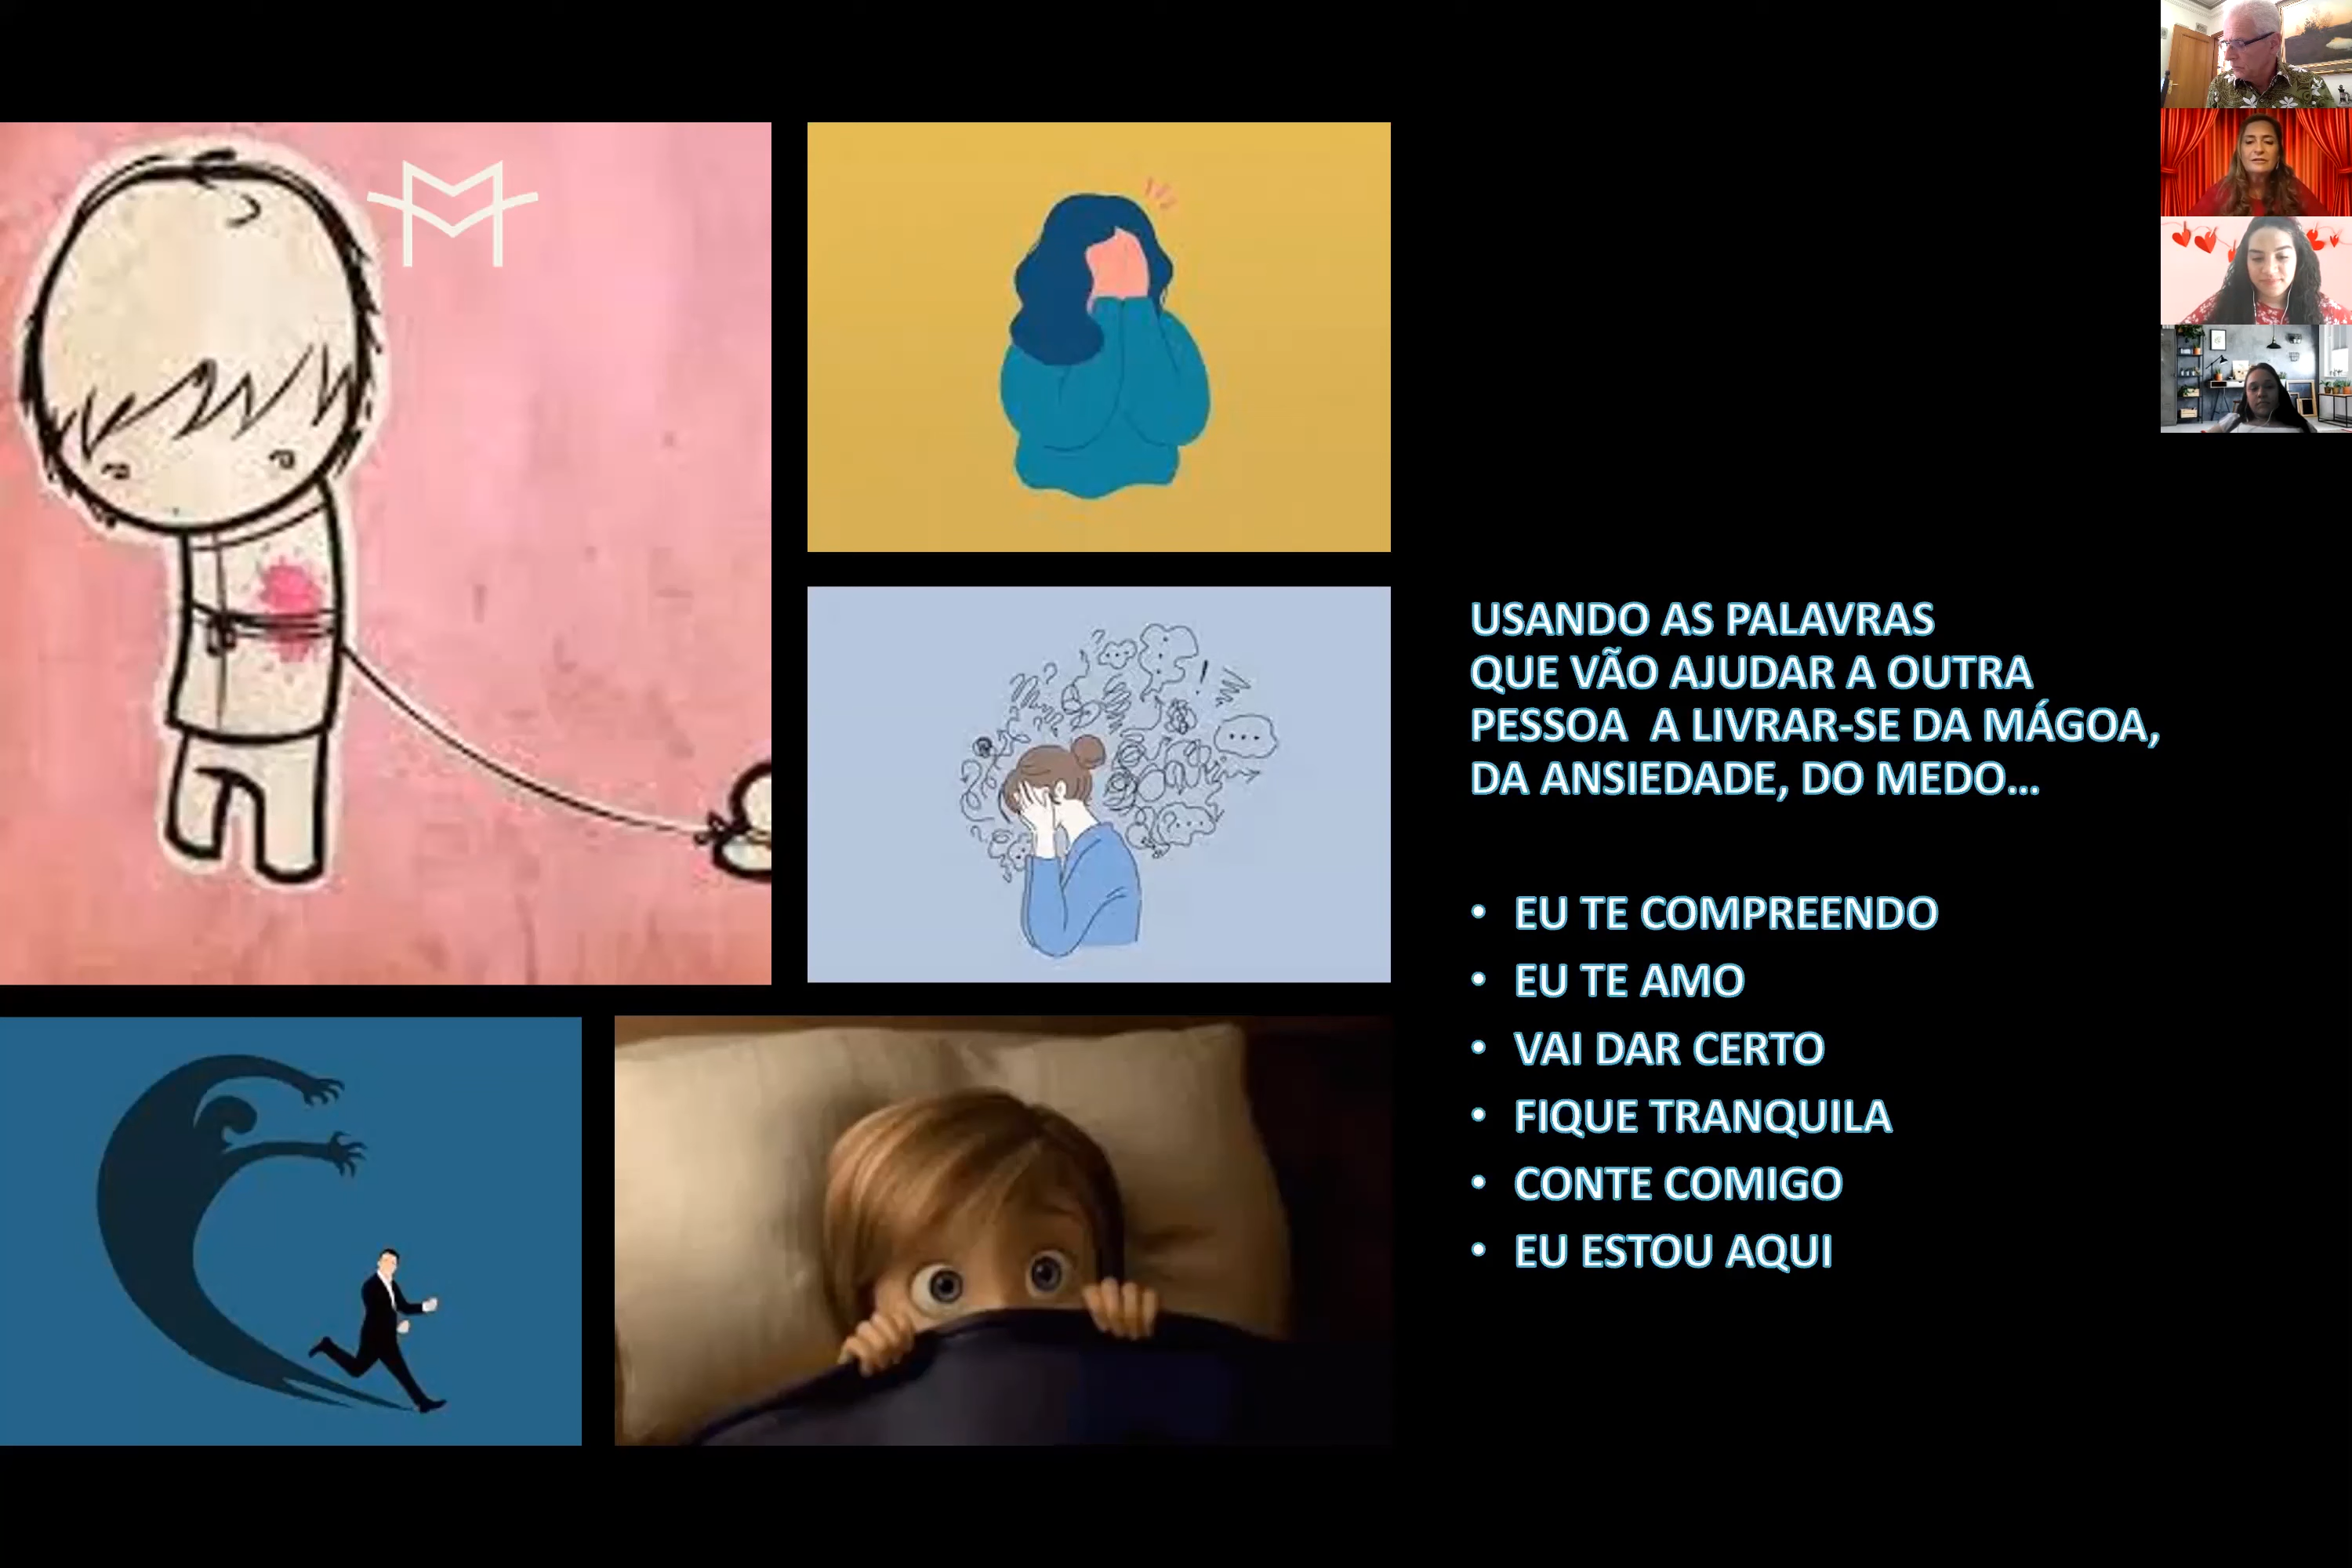 USANDO AS PALAVRAS
QUE VÃO AJUDAR A OUTRA
PESSOA A LIVRAR-SE DA MÁGOA,
DA ANSIEDADE, DO MEDO...
• EU TE COMPREENDO
• EU TE AMO
• VAI DAR CERTO
• FIQUE TRANQUILA
• CONTE COMIGO
• EU ESTOU AQUI